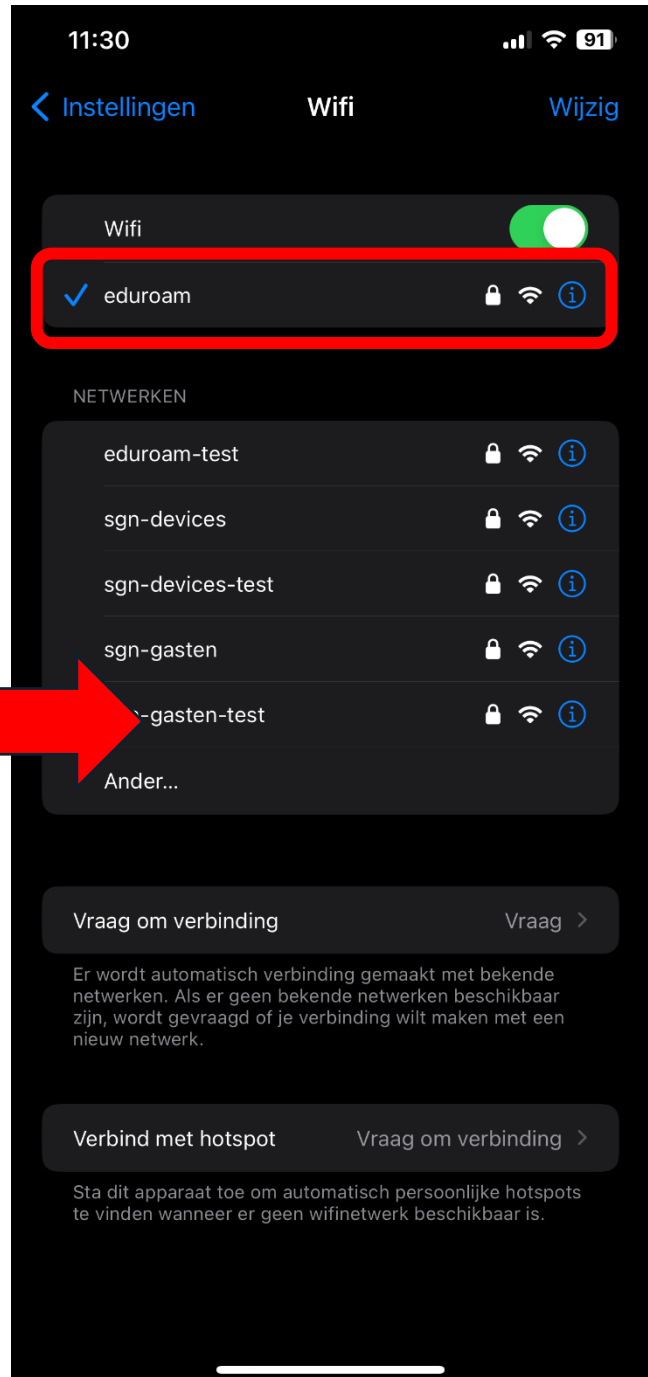 11:30
91
Instellingen
Wifi
Wijzig
Wifi
eduroam
NETWERKEN
eduroam-test
sgn-devices
sgn-devices-test
sgn-gasten
-gasten-test
Ander...
Vraag om verbinding
Vraag
Er wordt automatisch verbinding gemaakt met bekende
netwerken. Als er geen bekende netwerken beschikbaar
zijn, wordt gevraagd of je verbinding wilt maken met een
nieuw netwerk.
Verbind met hotspot
Vraag om verbinding
Sta dit apparaat toe om automatisch persoonlijke hotspots
te vinden wanneer er geen wifinetwerk beschikbaar is.